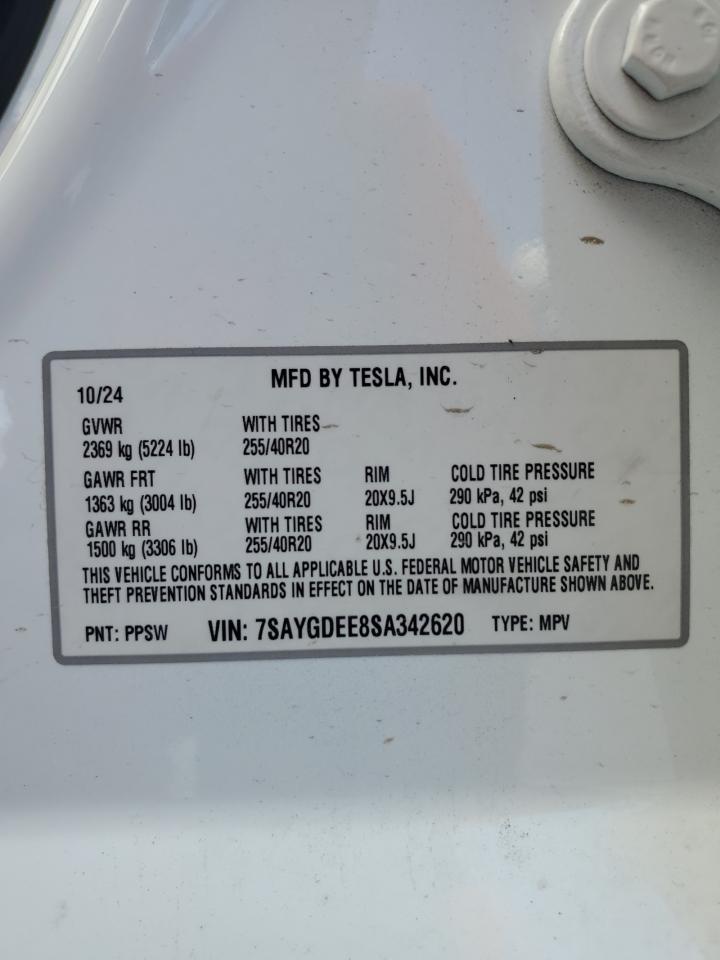 MFD BY TESLA, INC.
10/24
GVWR WITH TIRES
2369 kg (5224 lb) 255/40R20
GAWR FRT WITH TIRES RIM COLD TIRE PRESSURE
1363 kg (3004 lb) 255/40R20 20X9.5J 290 kPa, 42 psi
GAWR RR WITH TIRES RIM COLD TIRE PRESSURE
1500 kg (3306 lb) 255/40R20 20X9.5J 290 kPa, 42 psi
THIS VEHICLE CONFORMS TO ALL APPLICABLE U.S. FEDERAL MOTOR VEHICLE SAFETY AND
THEFT PREVENTION STANDARDS IN EFFECT ON THE DATE OF MANUFACTURE SHOWN ABOVE.
PNT: PPSW VIN: 7SAYGDEE8SA342620 TYPE: MPV